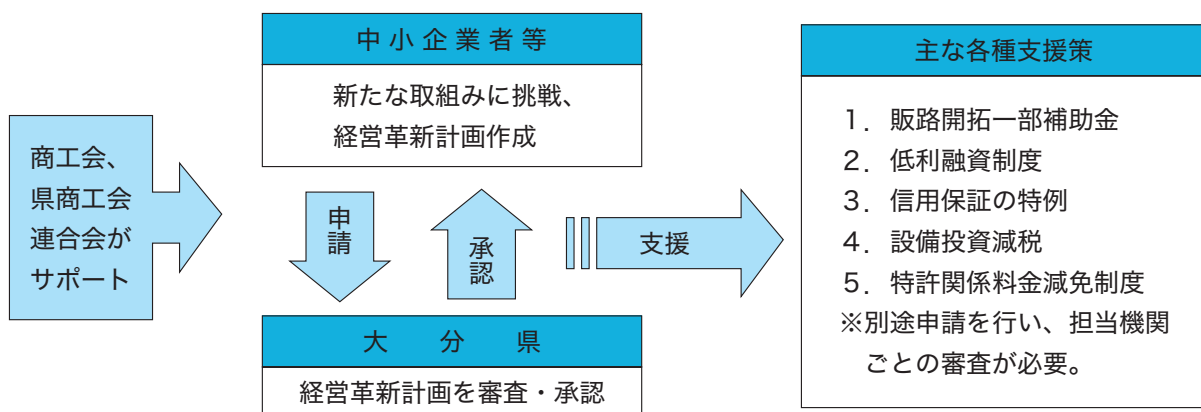 商工会、
県商工会
連合会が
サポート
中小企業者等
新たな取組みに挑戦、
経営革新計画作成
申請
承認
大分県
経営革新計画を審査・承認
支援
主な各種支援策
1．販路開拓一部補助金
2．低利融資制度
3．信用保証の特例
4．設備投資減税
5．特許関係料金減免制度
※別途申請を行い、担当機関
ごとの審査が必要。